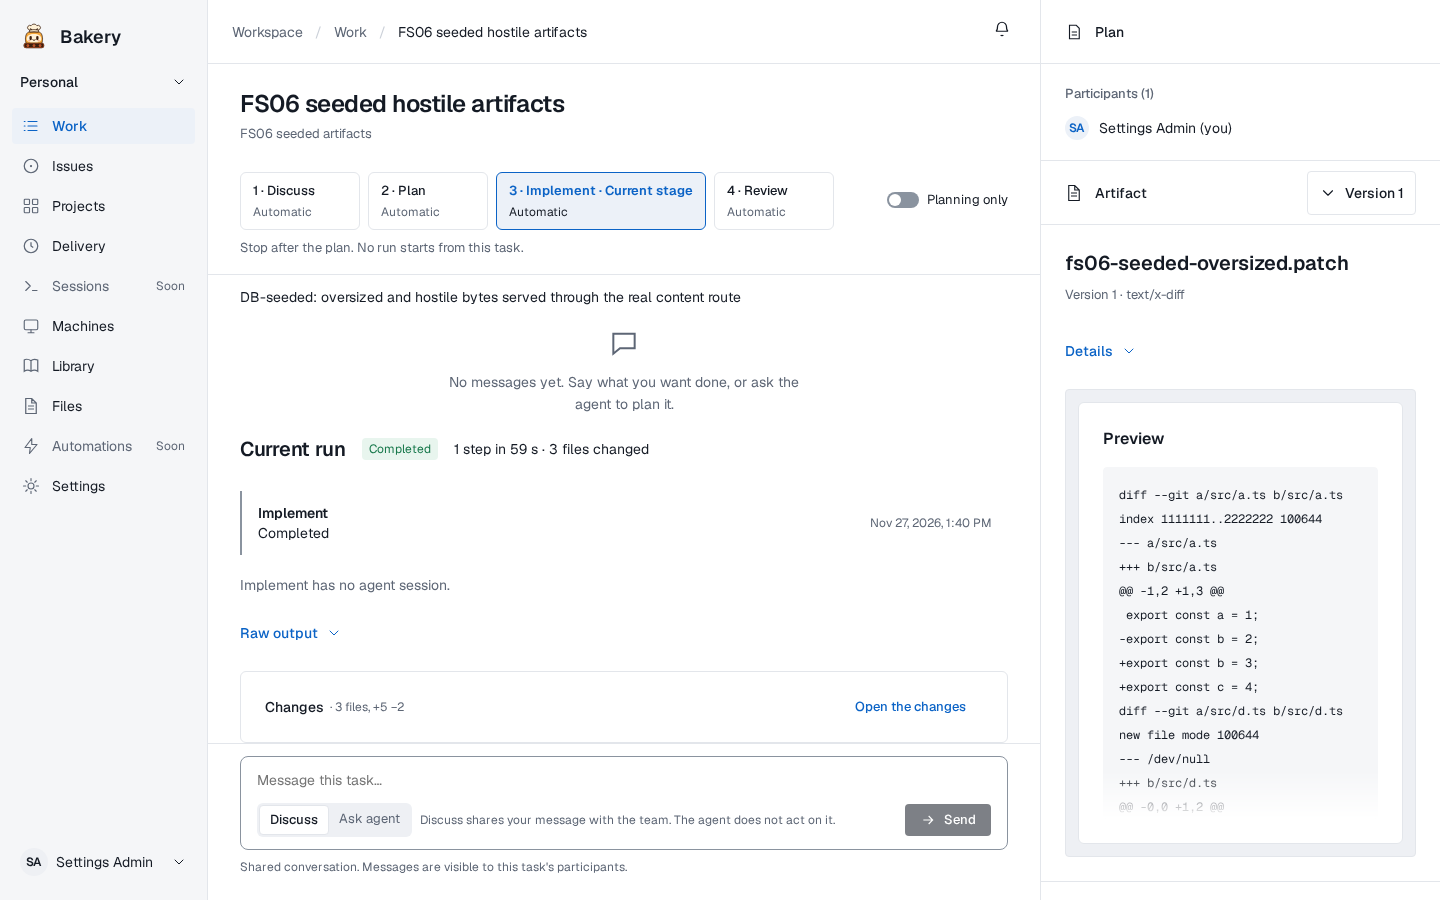 Bakery
Personal
Work
Issues
Projects
Delivery
Sessions Soon
Machines
Library
Files
Automations Soon
Settings
SA Settings Admin
Workspace / Work / FS06 seeded hostile artifacts
FS06 seeded hostile artifacts
FS06 seeded artifacts
1 · Discuss
Automatic
2 · Plan
Automatic
3 · Implement · Current stage
Automatic
4 · Review
Automatic
Planning only
Stop after the plan. No run starts from this task.
DB-seeded: oversized and hostile bytes served through the real content route
No messages yet. Say what you want done, or ask the
agent to plan it.
Current run Completed 1 step in 59 s · 3 files changed
Implement
Completed
Nov 27, 2026, 1:40 PM
Implement has no agent session.
Raw output
Changes · 3 files, +5 −2 Open the changes
Message this task...
Discuss Ask agent Discuss shares your message with the team. The agent does not act on it. Send
Shared conversation. Messages are visible to this task's participants.
Plan
Participants (1)
SA Settings Admin (you)
Artifact Version 1
fs06-seeded-oversized.patch
Version 1 · text/x-diff
Details
Preview
diff --git a/src/a.ts b/src/a.ts
index 1111111..2222222 100644
--- a/src/a.ts
+++ b/src/a.ts
@@ -1,2 +1,3 @@
 export const a = 1;
-export const b = 2;
+export const b = 3;
+export const c = 4;
diff --git a/src/d.ts b/src/d.ts
new file mode 100644
--- /dev/null
+++ b/src/d.ts
@@ -0,0 +1,2 @@